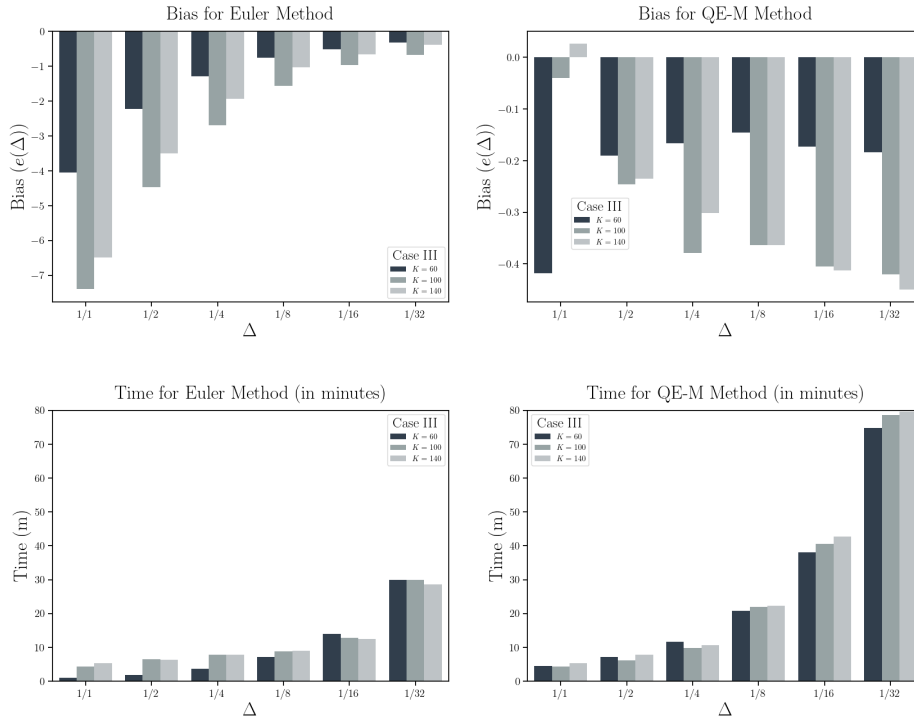 Bias for Euler Method
Bias (e(Δ))
0
−1
−2
−3
−4
−5
−6
−7
Case III
K = 60
K = 100
K = 140
1/1 1/2 1/4 1/8 1/16 1/32
Δ
Bias for QE-M Method
Bias (e(Δ))
0.0
−0.1
−0.2
−0.3
−0.4
Case III
K = 60
K = 100
K = 140
1/1 1/2 1/4 1/8 1/16 1/32
Δ
Time for Euler Method (in minutes)
Time (m)
80
70
60
50
40
30
20
10
0
Case III
K = 60
K = 100
K = 140
1/1 1/2 1/4 1/8 1/16 1/32
Δ
Time for QE-M Method (in minutes)
Time (m)
80
70
60
50
40
30
20
10
0
Case III
K = 60
K = 100
K = 140
1/1 1/2 1/4 1/8 1/16 1/32
Δ